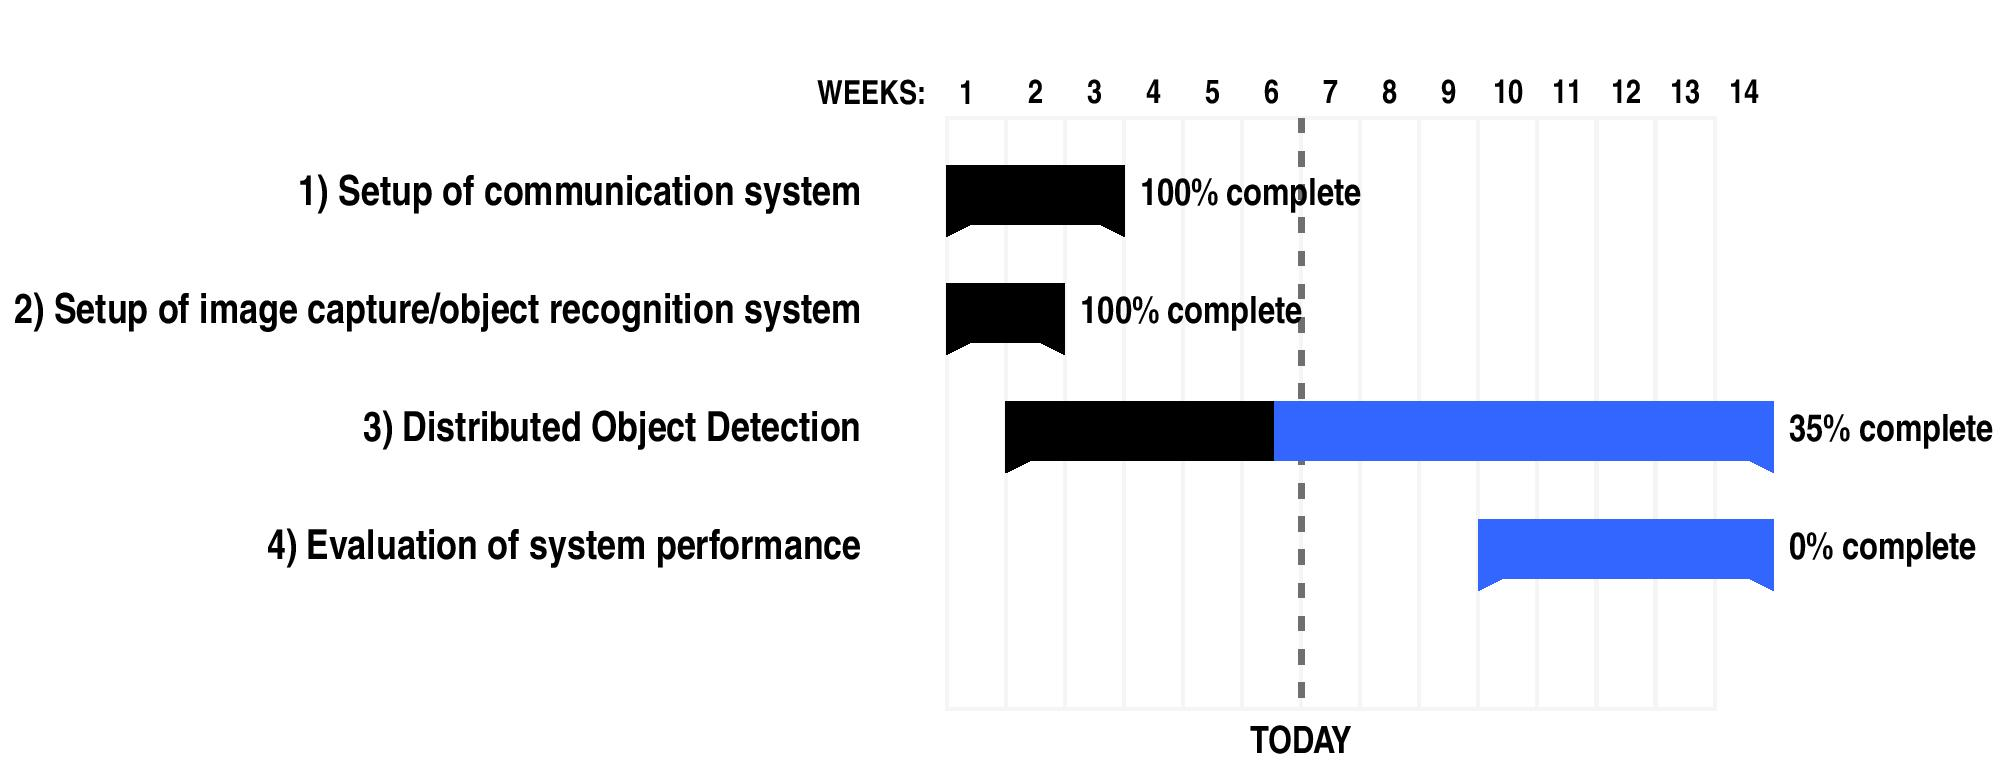 WEEKS: 1 2 3 4 5 6 7 8 9 10 11 12 13 14
1) Setup of communication system 100% complete
2) Setup of image capture/object recognition system 100% complete
3) Distributed Object Detection 35% complete
4) Evaluation of system performance 0% complete
TODAY